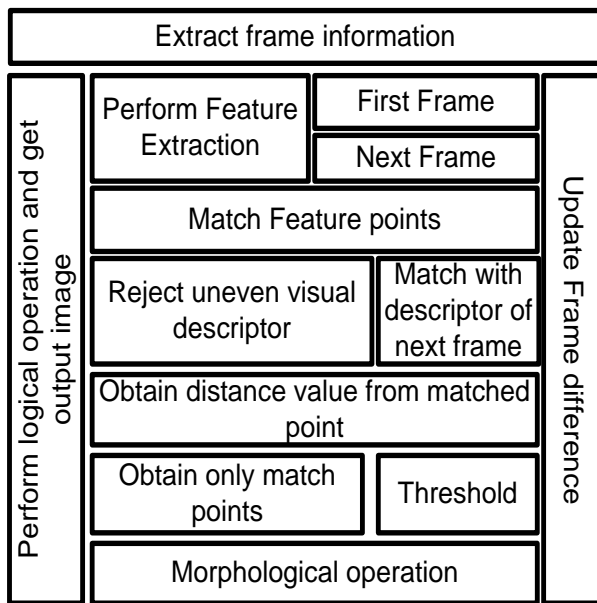 Extract frame information
Perform logical operation and get
output image
Perform Feature
Extraction
First Frame
Next Frame
Match Feature points
Reject uneven visual
descriptor
Match with
descriptor of
next frame
Obtain distance value from matched
point
Obtain only match
points
Threshold
Morphological operation
Update Frame difference